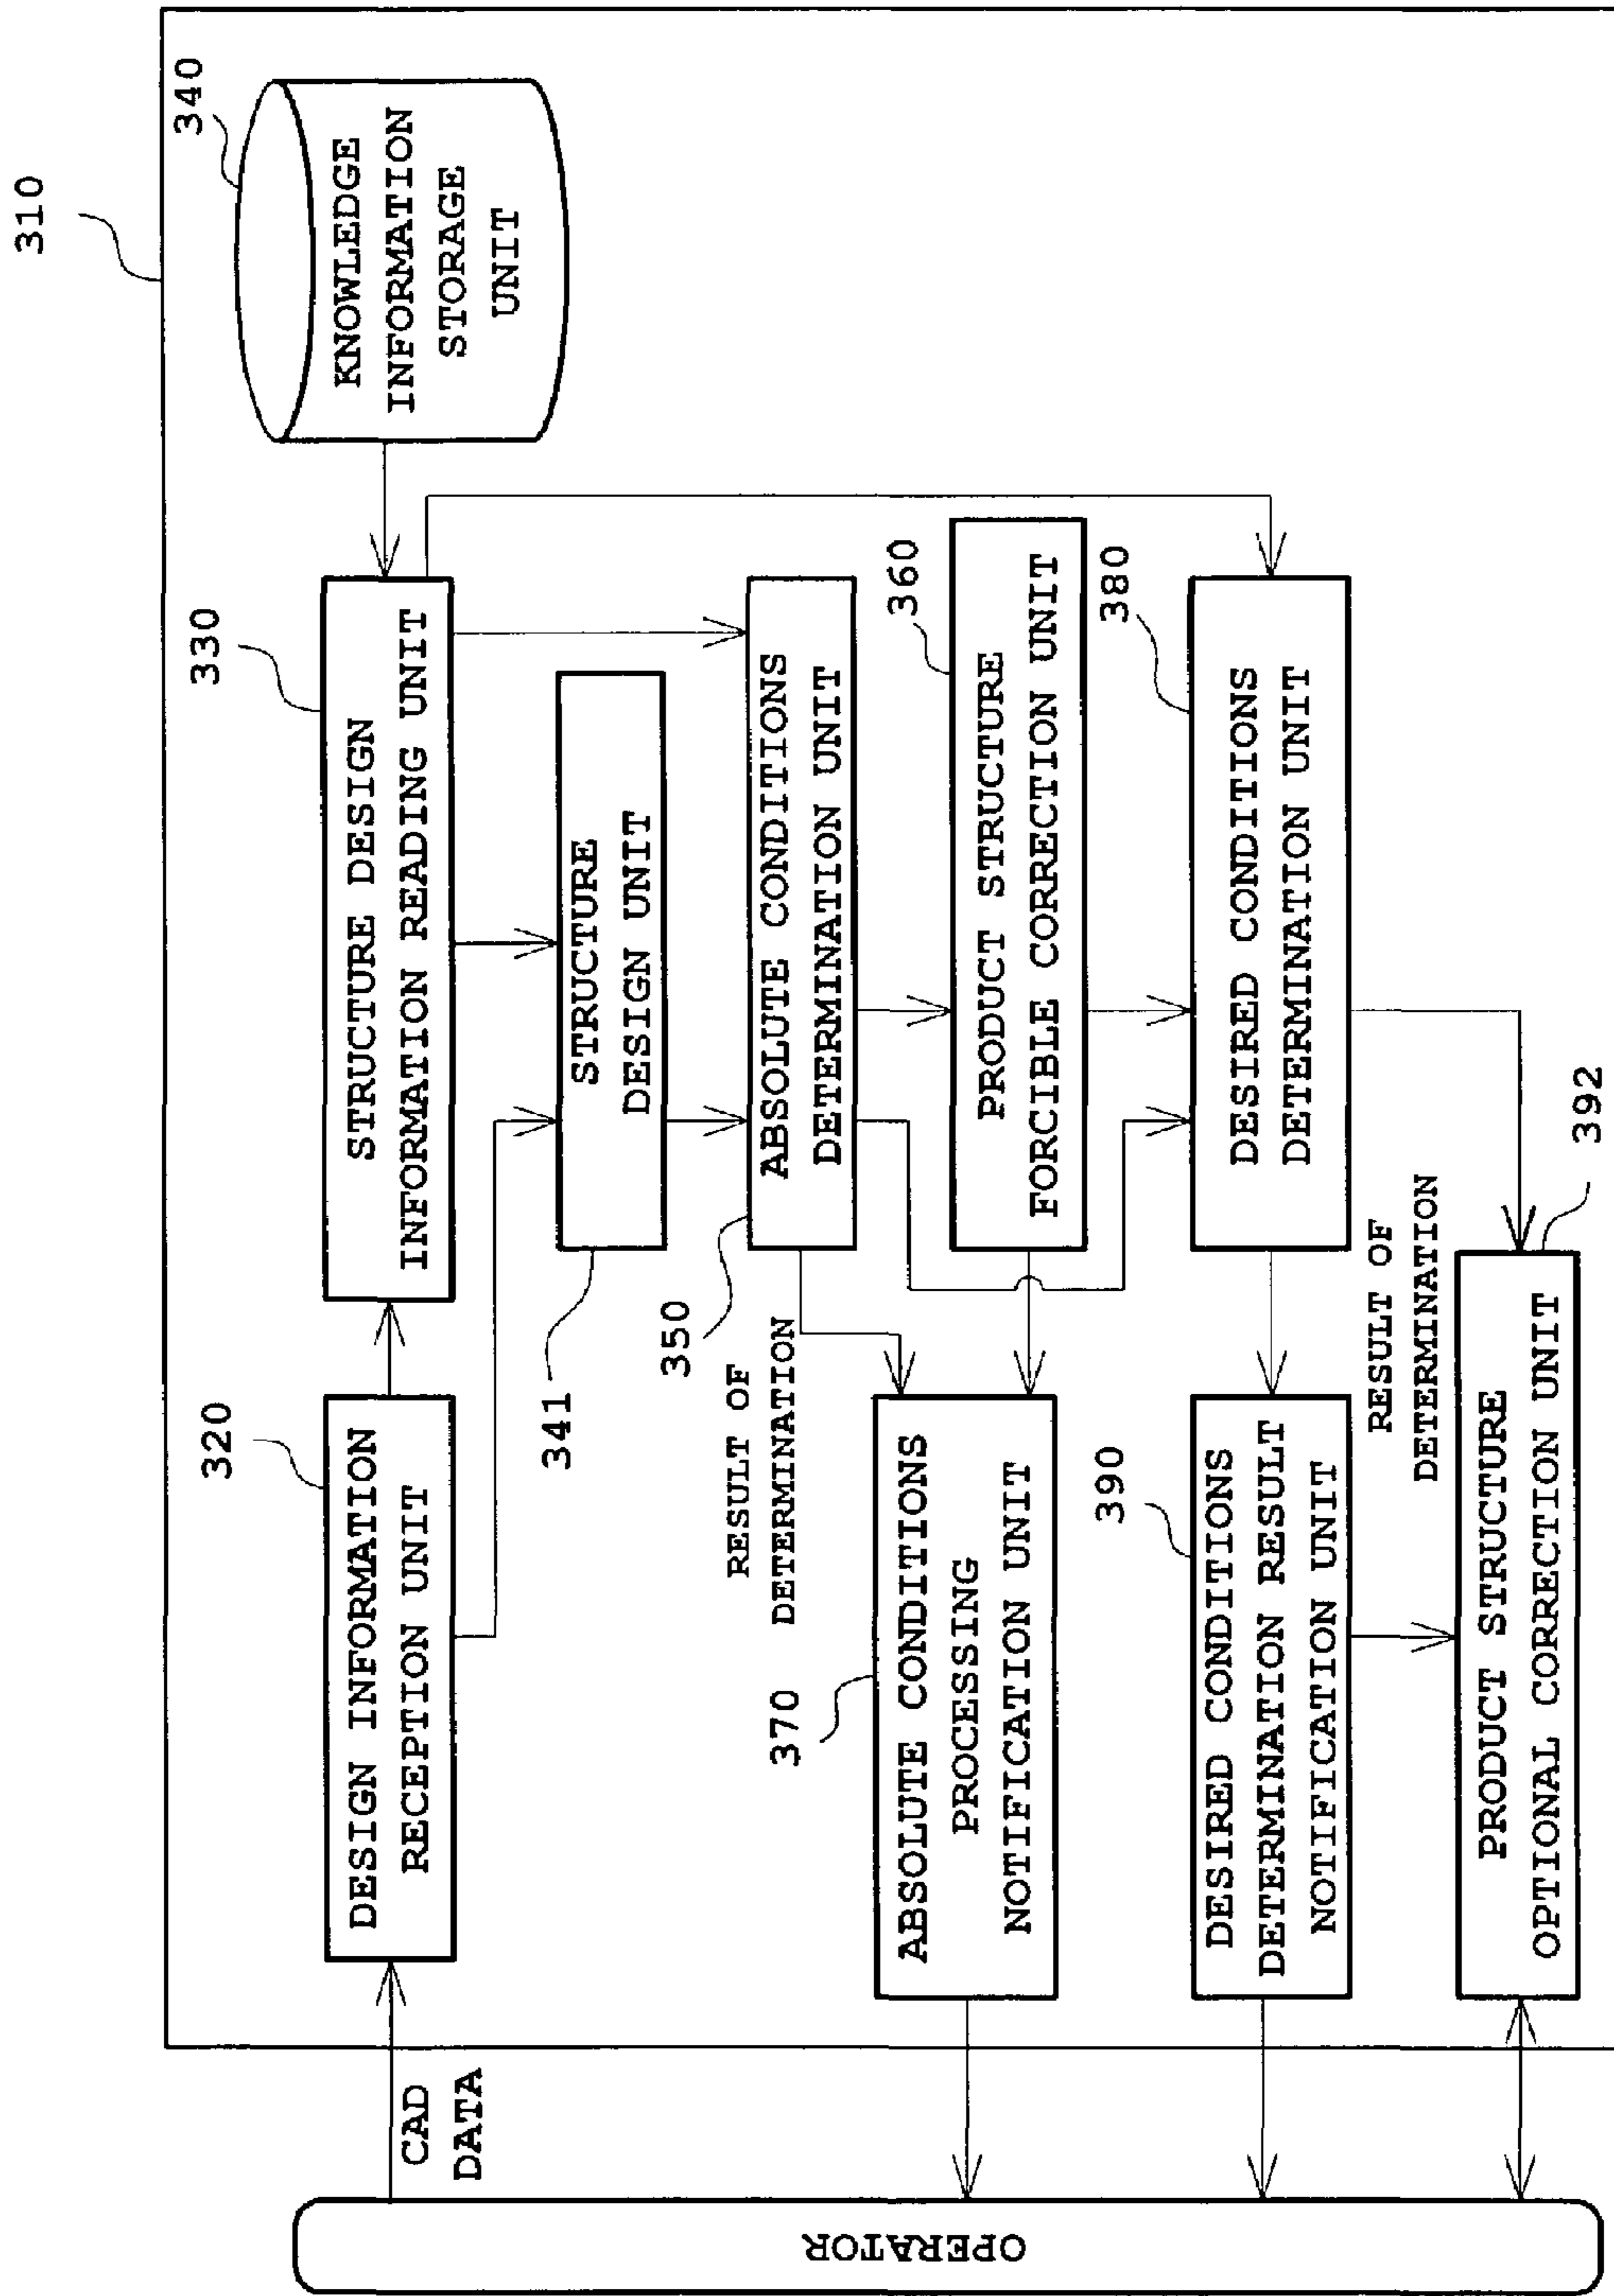 310
340
KNOWLEDGE
INFORMATION
STORAGE
UNIT
330
STRUCTURE DESIGN
INFORMATION READING UNIT
320
DESIGN INFORMATION
RECEPTION UNIT
CAD
DATA
OPERATOR
STRUCTURE
DESIGN UNIT
341
350
ABSOLUTE CONDITIONS
DETERMINATION UNIT
RESULT OF
DETERMINATION
360
PRODUCT STRUCTURE
FORCIBLE CORRECTION UNIT
370
ABSOLUTE CONDITIONS
PROCESSING
NOTIFICATION UNIT
380
DESIRED CONDITIONS
DETERMINATION UNIT
390
DESIRED CONDITIONS
DETERMINATION RESULT
NOTIFICATION UNIT
RESULT OF
DETERMINATION
392
PRODUCT STRUCTURE
OPTIONAL CORRECTION UNIT